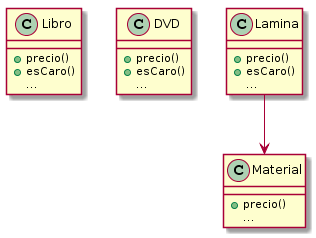 C Libro
precio()
esCaro()
...
C DVD
precio()
esCaro()
...
C Lamina
precio()
esCaro()
...
C Material
precio()
...